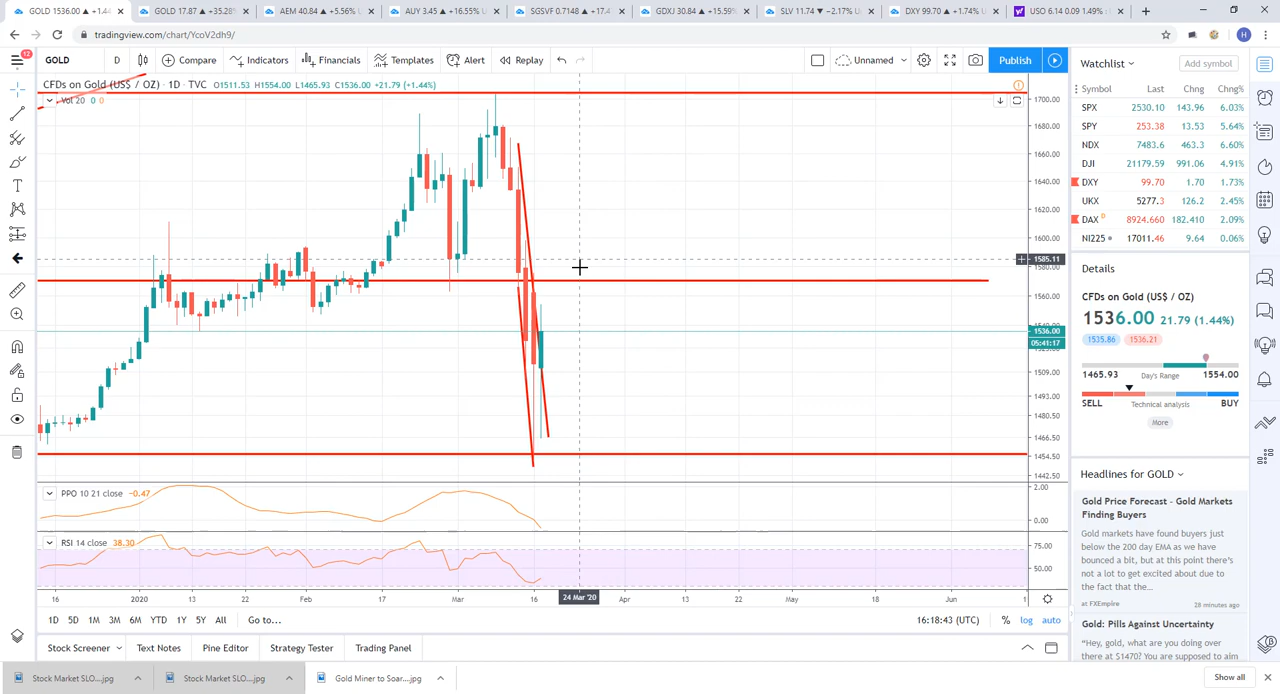 GOLD 1536.00 ▲ +1.44 GOLD 17.87 ▲ +35.28% AEM 40.84 ▲ +5.56% AUY 3.45 ▲ +16.55% SGSVF 0.7148 ▲ +17.4 GDXJ 30.84 ▲ +15.59% SLV 11.74 ▼ −2.17% DXY 99.70 ▲ +1.74% USO 6.14 0.09 1.49%
tradingview.com/chart/YcoV2dh9/
12 GOLD D Compare Indicators Financials Templates Alert Replay Unnamed Publish
CFDs on Gold (US$ / OZ) · 1D · TVC O1511.53 H1554.00 L1465.93 C1536.00 +21.79 (+1.44%)
Vol 20 0 0
1700.00
1680.00
1660.00
1640.00
1620.00
1600.00
1585.11
1580.00
1560.00
1536.00
05:41:17
1509.00
1493.00
1480.50
1466.50
1454.50
1442.50
PPO 10 21 close −0.47
2.00
0.00
RSI 14 close 38.30
75.00
50.00
16 2020 13 22 Feb 17 Mar 16 24 Mar '20 Apr 13 22 May 18 Jun 1
1D 5D 1M 3M 6M YTD 1Y 5Y All Go to... 16:18:43 (UTC) % log auto
Stock Screener Text Notes Pine Editor Strategy Tester Trading Panel
Watchlist Add symbol
Symbol Last Chng Chng%
SPX 2530.10 143.96 6.03%
SPY 253.38 13.53 5.64%
NDX 7483.6 463.3 6.60%
DJI 21179.59 991.06 4.91%
DXY 99.70 1.70 1.73%
UKX 5277.3 126.2 2.45%
DAX D 8924.660 182.410 2.09%
NI225 17011.46 9.64 0.06%
Details
CFDs on Gold (US$ / OZ)
1536.00 21.79 (1.44%)
1535.86 1536.21
1465.93 Day's Range 1554.00
SELL Technical analysis BUY
More
Headlines for GOLD
Gold Price Forecast – Gold Markets
Finding Buyers
Gold markets have found buyers just
below the 200 day EMA as we have
bounced a bit, but at this point there's
not a lot to get excited about due to
the fact that the...
at FXEmpire 28 minutes ago
Gold: Pills Against Uncertainty
"Hey, gold, what are you doing over
there at $1470? You are supposed to aim
Stock Market SLO....jpg Stock Market SLO....jpg Gold Miner to Soar....jpg Show all